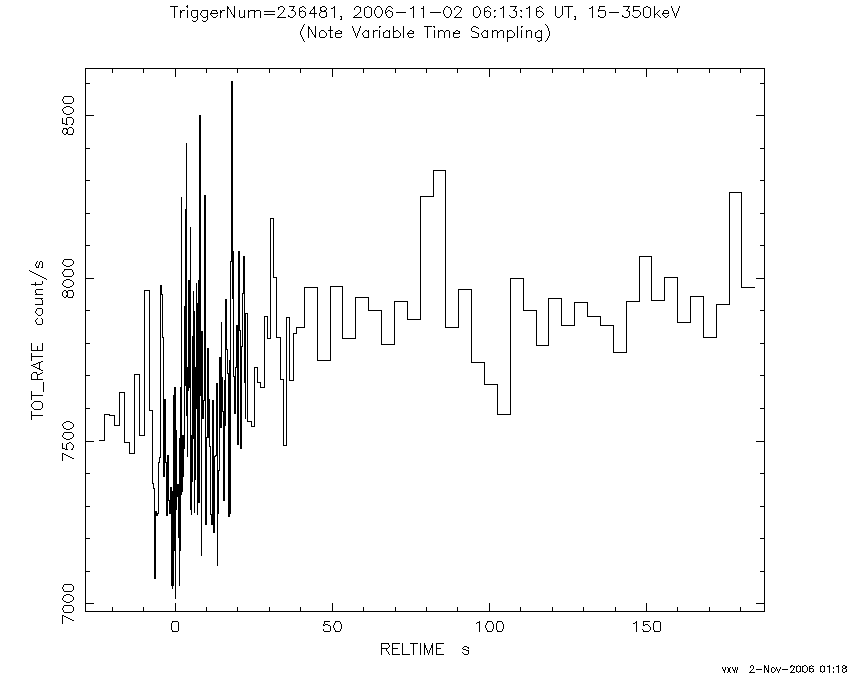 TriggerNum=236481, 2006-11-02 06:13:16 UT, 15-350keV
(Note Variable Time Sampling)
8500
8000
7500
7000
TOT_RATE count/s
0 50 100 150
RELTIME s
vxw 2-Nov-2006 01:18